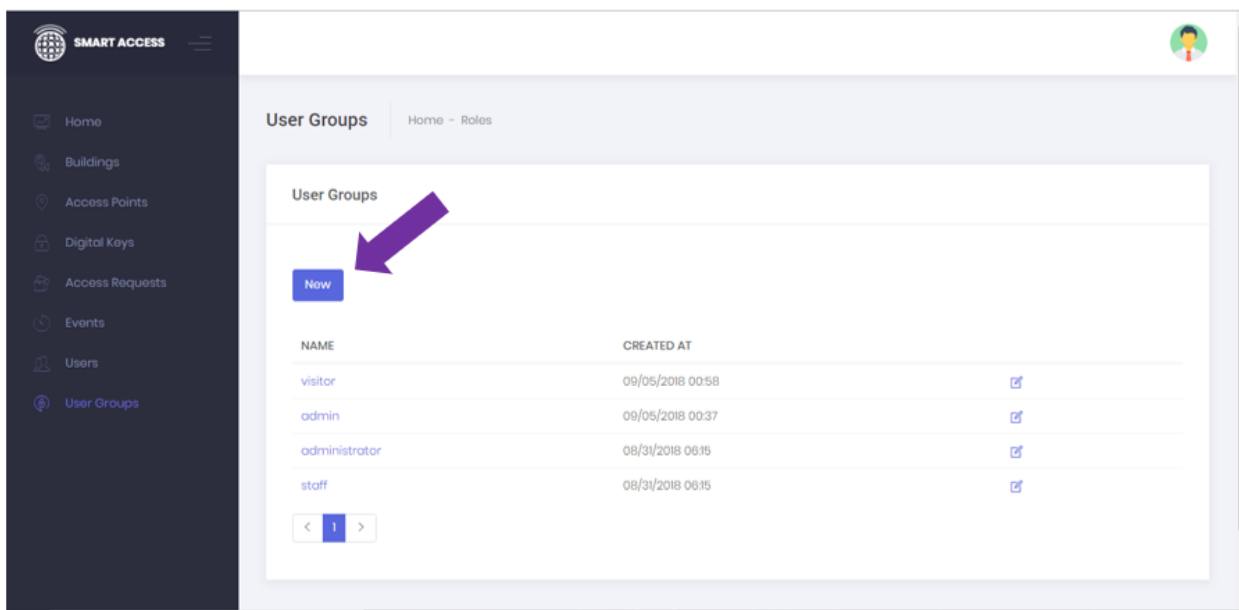 SMART ACCESS
Home
Buildings
Access Points
Digital Keys
Access Requests
Events
Users
User Groups
User Groups
Home - Roles
User Groups
New
NAME CREATED AT
visitor 09/05/2018 00:58
admin 09/05/2018 00:37
administrator 08/31/2018 06:15
staff 08/31/2018 06:15
< 1 >